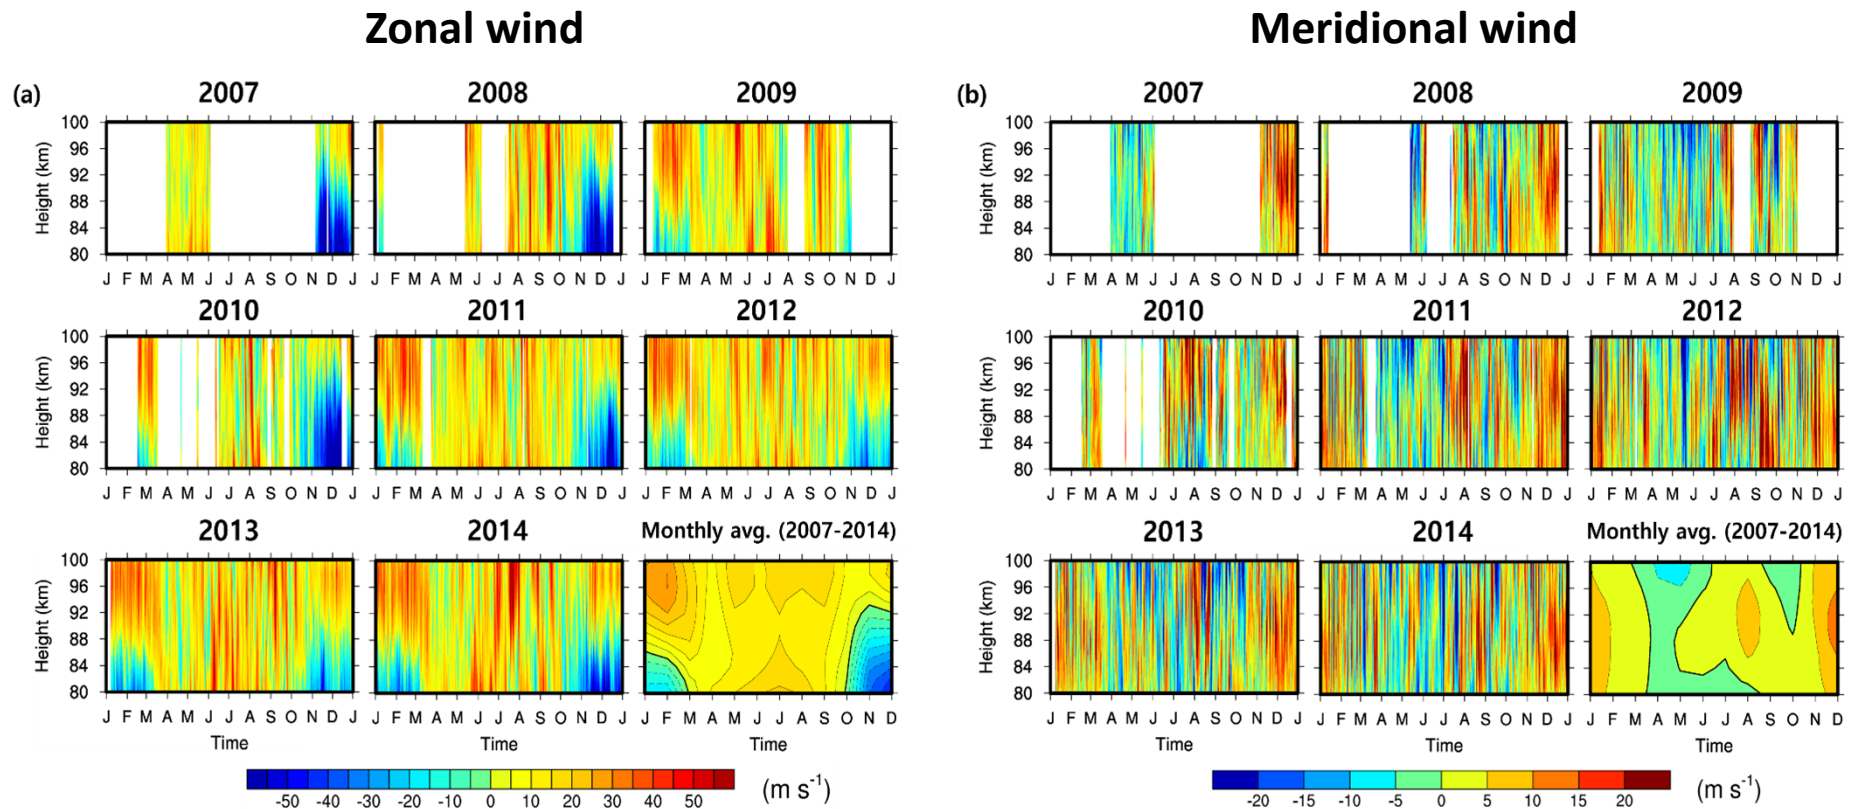 Zonal wind Meridional wind
(a) 2007 2008 2009 (b) 2007 2008 2009
100 100
96 96
92 92
88 88
84 84
80 80
Height (km) Height (km)
J F M A M J J A S O N D J J F M A M J J A S O N D J J F M A M J J A S O N D J J F M A M J J A S O N D J J F M A M J J A S O N D J J F M A M J J A S O N D J
2010 2011 2012 2010 2011 2012
100 100
96 96
92 92
88 88
84 84
80 80
Height (km) Height (km)
J F M A M J J A S O N D J J F M A M J J A S O N D J J F M A M J J A S O N D J J F M A M J J A S O N D J J F M A M J J A S O N D J J F M A M J J A S O N D J
2013 2014 Monthly avg. (2007-2014) 2013 2014 Monthly avg. (2007-2014)
100 100
96 96
92 92
88 88
84 84
80 80
Height (km) Height (km)
J F M A M J J A S O N D J J F M A M J J A S O N D J J F M A M J J A S O N D J F M A M J J A S O N D J J F M A M J J A S O N D J J F M A M J J A S O N D
Time Time Time Time Time Time
-50 -40 -30 -20 -10 0 10 20 30 40 50 (m s-1) -20 -15 -10 -5 0 5 10 15 20 (m s-1)